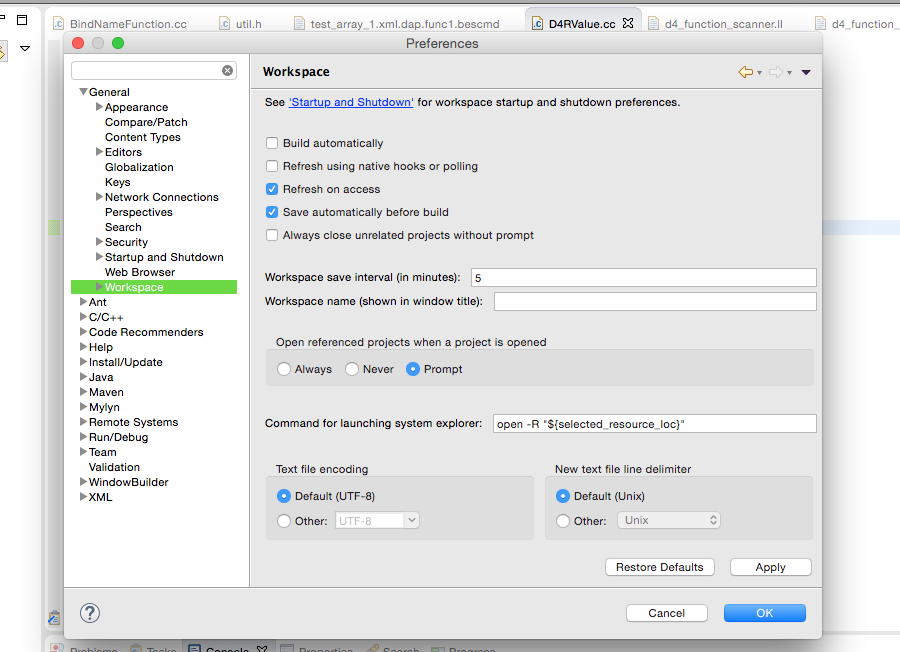 BindNameFunction.cc util.h test_array_1.xml.dap.func1.bescmd D4RValue.cc d4_function_scanner.ll d4_function_
Preferences
Workspace
See 'Startup and Shutdown' for workspace startup and shutdown preferences.
General
Appearance
Compare/Patch
Content Types
Editors
Globalization
Keys
Network Connections
Perspectives
Search
Security
Startup and Shutdown
Web Browser
Workspace
Ant
C/C++
Code Recommenders
Help
Install/Update
Java
Maven
Mylyn
Remote Systems
Run/Debug
Team
Validation
WindowBuilder
XML
Build automatically
Refresh using native hooks or polling
Refresh on access
Save automatically before build
Always close unrelated projects without prompt
Workspace save interval (in minutes): 5
Workspace name (shown in window title):
Open referenced projects when a project is opened
Always Never Prompt
Command for launching system explorer: open -R "${selected_resource_loc}"
Text file encoding
Default (UTF-8)
Other: UTF-8
New text file line delimiter
Default (Unix)
Other: Unix
Restore Defaults Apply
? Cancel OK
Problems Tasks Console Properties Search Progress